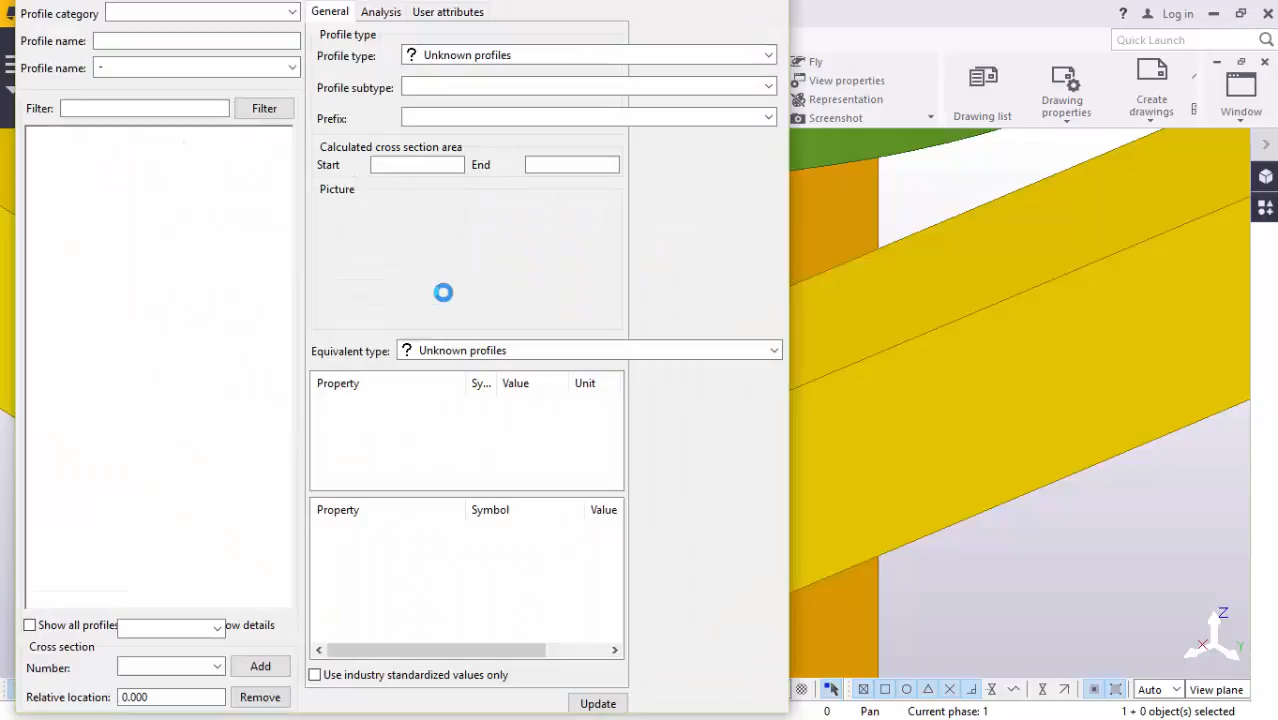 Profile category
Profile name:
Profile name: -
Filter:
Filter
Show all profiles
ow details
Cross section
Number:
Add
Relative location: 0.000
Remove
General Analysis User attributes
Profile type
Profile type: ? Unknown profiles
Profile subtype:
Prefix:
Calculated cross section area
Start End
Picture
Equivalent type: ? Unknown profiles
Property Sy... Value Unit
Property Symbol Value
Use industry standardized values only
Update
? Log in
Quick Launch
Fly
View properties
Representation
Screenshot
Drawing list
Drawing properties
Create drawings
Window
Z
X Y
Auto View plane
0 Pan Current phase: 1 1 + 0 object(s) selected